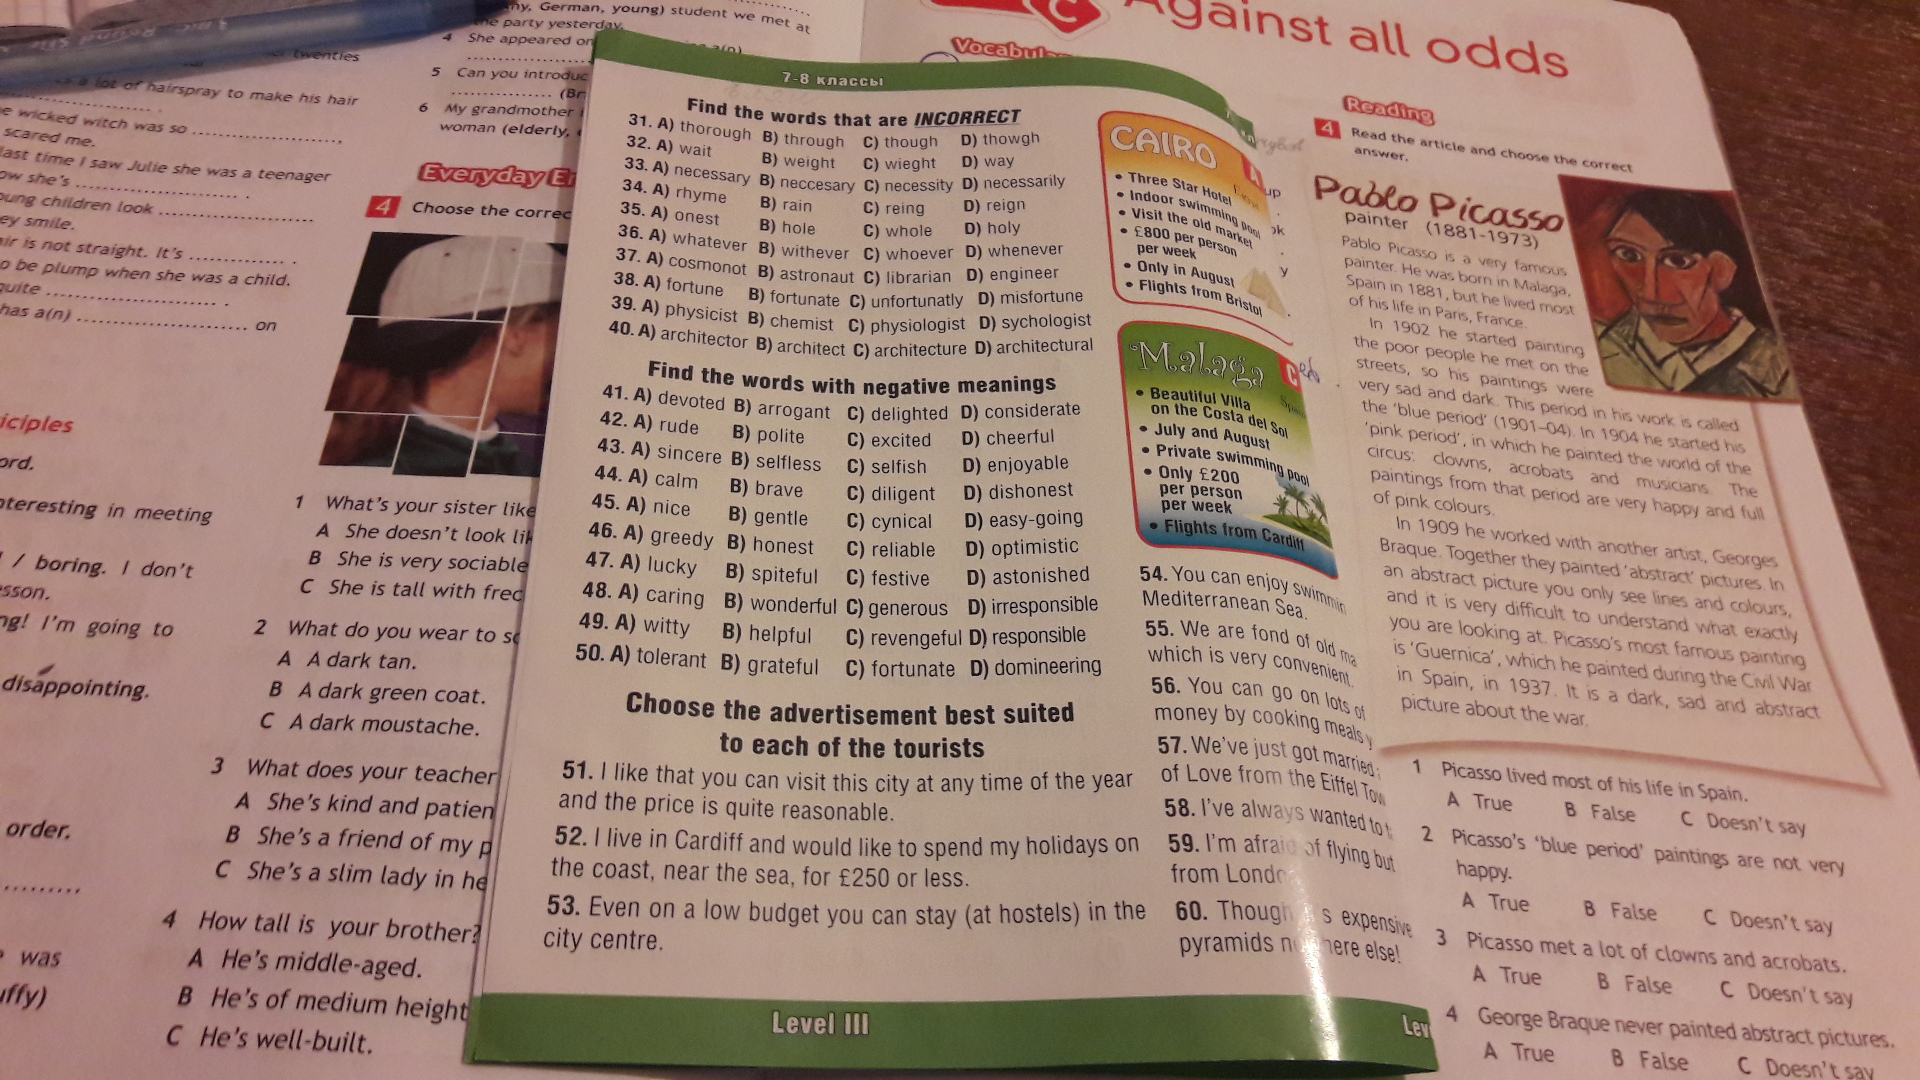 ny, German, young) student we met at
the party yesterday.
4 She appeared on
5 Can you introduc
6 My grandmother
woman (elderly,
twenties
a lot of hairspray to make his hair
e wicked witch was so
scared me.
last time I saw Julie she was a teenager
ow she's
oung children look
ey smile.
air is not straight. It's
o be plump when she was a child.
quite
has a(n) on
iciples
ord.
nteresting in meeting
/ boring. I don't
esson.
ng! I'm going to
disappointing.
order.
was
uffy)
Everyday En
4 Choose the correc
1 What's your sister like
A She doesn't look lik
B She is very sociable
C She is tall with frec
2 What do you wear to sc
A A dark tan.
B A dark green coat.
C A dark moustache.
3 What does your teacher
A She's kind and patien
B She's a friend of my p
C She's a slim lady in he
4 How tall is your brother?
A He's middle-aged.
B He's of medium height
C He's well-built.
7-8 классы
Find the words that are INCORRECT
31. A) thorough B) through C) though D) thowgh
32. A) wait B) weight C) wieght D) way
33. A) necessary B) neccesary C) necessity D) necessarily
34. A) rhyme B) rain C) reing D) reign
35. A) onest B) hole C) whole D) holy
36. A) whatever B) withever C) whoever D) whenever
37. A) cosmonot B) astronaut C) librarian D) engineer
38. A) fortune B) fortunate C) unfortunatly D) misfortune
39. A) physicist B) chemist C) physiologist D) sychologist
40. A) architector B) architect C) architecture D) architectural
Find the words with negative meanings
41. A) devoted B) arrogant C) delighted D) considerate
42. A) rude B) polite C) excited D) cheerful
43. A) sincere B) selfless C) selfish D) enjoyable
44. A) calm B) brave C) diligent D) dishonest
45. A) nice B) gentle C) cynical D) easy-going
46. A) greedy B) honest C) reliable D) optimistic
47. A) lucky B) spiteful C) festive D) astonished
48. A) caring B) wonderful C) generous D) irresponsible
49. A) witty B) helpful C) revengeful D) responsible
50. A) tolerant B) grateful C) fortunate D) domineering
Choose the advertisement best suited
to each of the tourists
51. I like that you can visit this city at any time of the year
and the price is quite reasonable.
52. I live in Cardiff and would like to spend my holidays on
the coast, near the sea, for £250 or less.
53. Even on a low budget you can stay (at hostels) in the
city centre.
Level III
CAIRO
A
• Three Star Hotel
• Indoor swimming pool
• Visit the old market
• £800 per person
per week
• Only in August
• Flights from Bristol
Malaga
C
Spain
• Beautiful Villa
on the Costa del Sol
• July and August
• Private swimming pool
• Only £200
per person
per week
• Flights from Cardiff
54. You can enjoy swimmin
Mediterranean Sea.
55. We are fond of old ma
which is very convenient.
56. You can go on lots of
money by cooking meals y
57. We've just got married
of Love from the Eiffel Tow
58. I've always wanted to
59. I'm afraid of flying but
from Londo
60. Though s expensive
pyramids here else!
Lev
C Against all odds
Vocabula
Reading
4 Read the article and choose the correct
answer.
Pablo Picasso
painter (1881-1973)
Pablo Picasso is a very famous
painter. He was born in Malaga,
Spain in 1881, but he lived most
of his life in Paris, France.
In 1902 he started painting
the poor people he met on the
streets, so his paintings were
very sad and dark. This period in his work is called
the 'blue period' (1901–04). In 1904 he started his
'pink period', in which he painted the world of the
circus: clowns, acrobats and musicians. The
paintings from that period are very happy and full
of pink colours.
In 1909 he worked with another artist, Georges
Braque. Together they painted 'abstract' pictures. In
an abstract picture you only see lines and colours,
and it is very difficult to understand what exactly
you are looking at. Picasso's most famous painting
is 'Guernica', which he painted during the Civil War
in Spain, in 1937. It is a dark, sad and abstract
picture about the war.
1 Picasso lived most of his life in Spain.
A True B False C Doesn't say
2 Picasso's 'blue period' paintings are not very
happy.
A True B False C Doesn't say
3 Picasso met a lot of clowns and acrobats.
A True B False C Doesn't say
4 George Braque never painted abstract pictures.
A True B False C Doesn't say